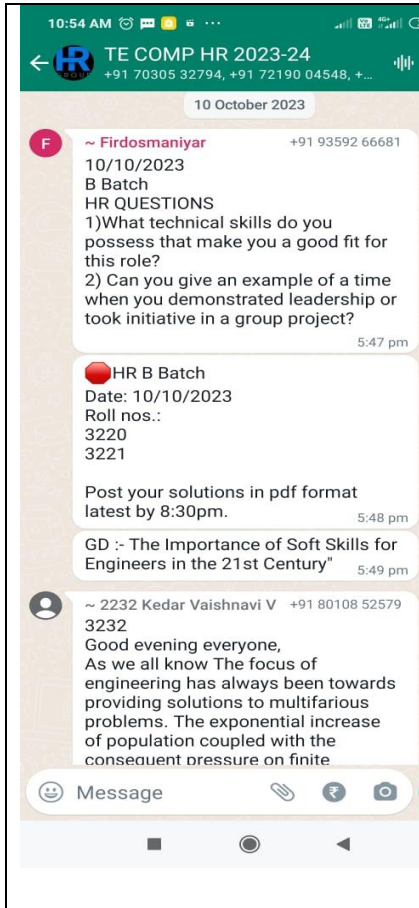 10:54 AM
4G+
HR
GROUP
TE COMP HR 2023-24
+91 70305 32794, +91 72190 04548, +...
10 October 2023
F
~ Firdosmaniyar +91 93592 66681
10/10/2023
B Batch
HR QUESTIONS
1)What technical skills do you
possess that make you a good fit for
this role?
2) Can you give an example of a time
when you demonstrated leadership or
took initiative in a group project?
5:47 pm
HR B Batch
Date: 10/10/2023
Roll nos.:
3220
3221
Post your solutions in pdf format
latest by 8:30pm.
5:48 pm
GD :- The Importance of Soft Skills for
Engineers in the 21st Century"
5:49 pm
~ 2232 Kedar Vaishnavi V +91 80108 52579
3232
Good evening everyone,
As we all know The focus of
engineering has always been towards
providing solutions to multifarious
problems. The exponential increase
of population coupled with the
consequent pressure on finite
Message